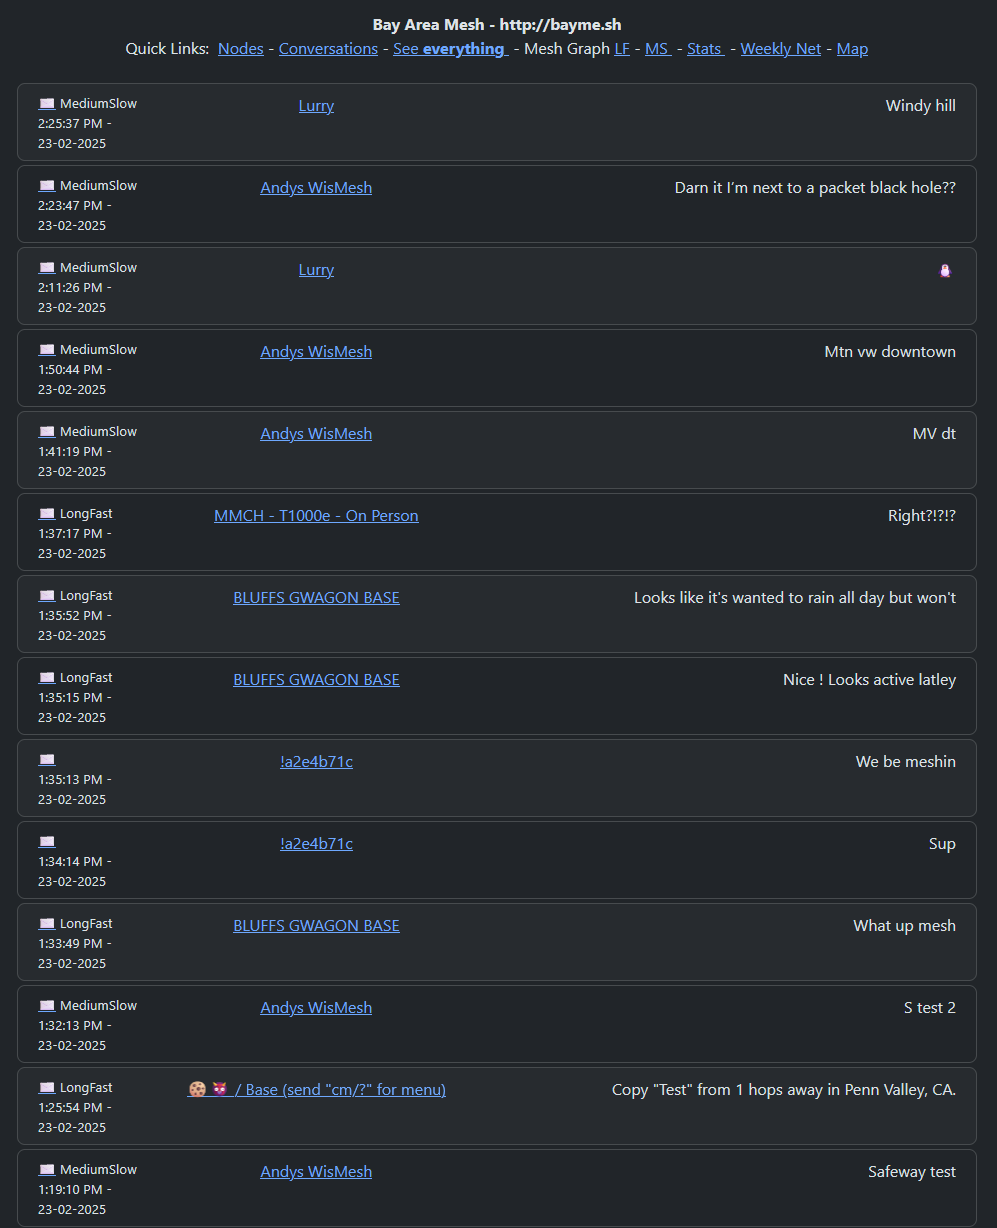 Bay Area Mesh - http://bayme.sh
Quick Links: Nodes - Conversations - See everything - Mesh Graph LF - MS - Stats - Weekly Net - Map
MediumSlow
Lurry
Windy hill
2:25:37 PM -
23-02-2025
MediumSlow
Andys WisMesh
Darn it I’m next to a packet black hole??
2:23:47 PM -
23-02-2025
MediumSlow
Lurry
2:11:26 PM -
23-02-2025
MediumSlow
Andys WisMesh
Mtn vw downtown
1:50:44 PM -
23-02-2025
MediumSlow
Andys WisMesh
MV dt
1:41:19 PM -
23-02-2025
LongFast
MMCH - T1000e - On Person
Right?!?!?
1:37:17 PM -
23-02-2025
LongFast
BLUFFS GWAGON BASE
Looks like it's wanted to rain all day but won't
1:35:52 PM -
23-02-2025
LongFast
BLUFFS GWAGON BASE
Nice ! Looks active latley
1:35:15 PM -
23-02-2025
!a2e4b71c
We be meshin
1:35:13 PM -
23-02-2025
!a2e4b71c
Sup
1:34:14 PM -
23-02-2025
LongFast
BLUFFS GWAGON BASE
What up mesh
1:33:49 PM -
23-02-2025
MediumSlow
Andys WisMesh
S test 2
1:32:13 PM -
23-02-2025
LongFast
/ Base (send "cm/?" for menu)
Copy "Test" from 1 hops away in Penn Valley, CA.
1:25:54 PM -
23-02-2025
MediumSlow
Andys WisMesh
Safeway test
1:19:10 PM -
23-02-2025